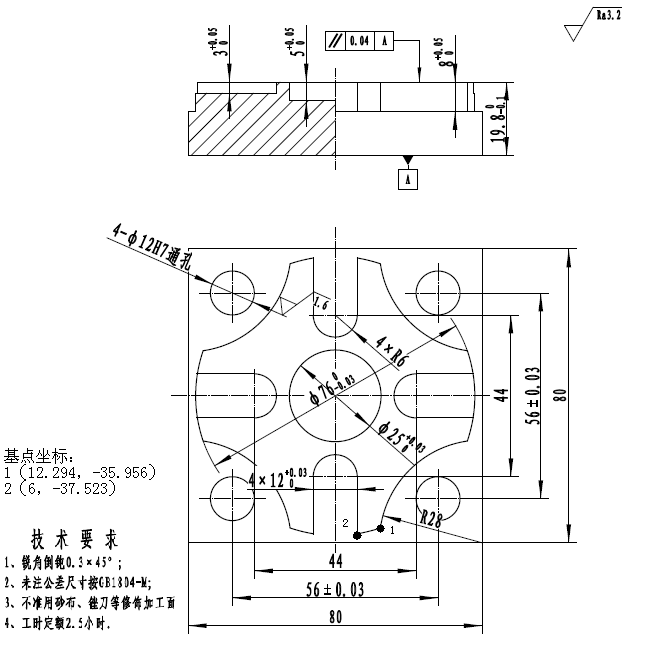 Ra3.2
3 +0.05 0
5 +0.05 0
// 0.04 A
8 +0.05 0
19.8 0 -0.1
A
4-φ12H7通孔
1.6
4×R6
φ76 0 -0.03
φ25 +0.03 0
44
56±0.03
80
4×12 +0.03 0
R28
2
1
基点坐标：
1（12.294, -35.956）
2（6, -37.523）
技术要求
1、锐角倒钝0.3×45°;
2、未注公差尺寸按GB1804-M;
3、不准用砂布、锉刀等修饰加工面
4、工时定额2.5小时.
44
56±0.03
80